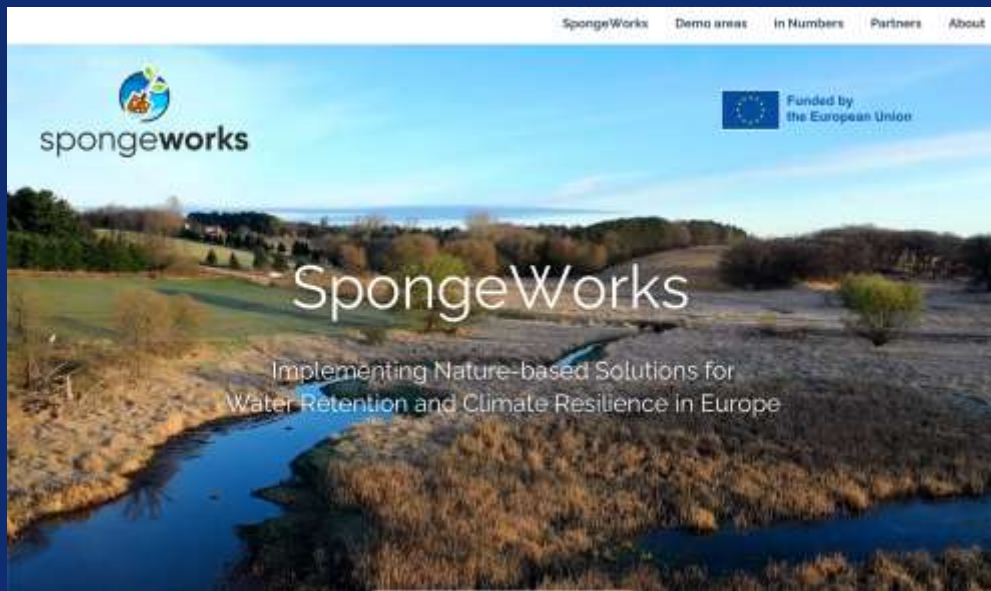 SpongeWorks Demo areas In Numbers Partners About
spongeworks
Funded by
the European Union
SpongeWorks
Implementing Nature-based Solutions for
Water Retention and Climate Resilience in Europe